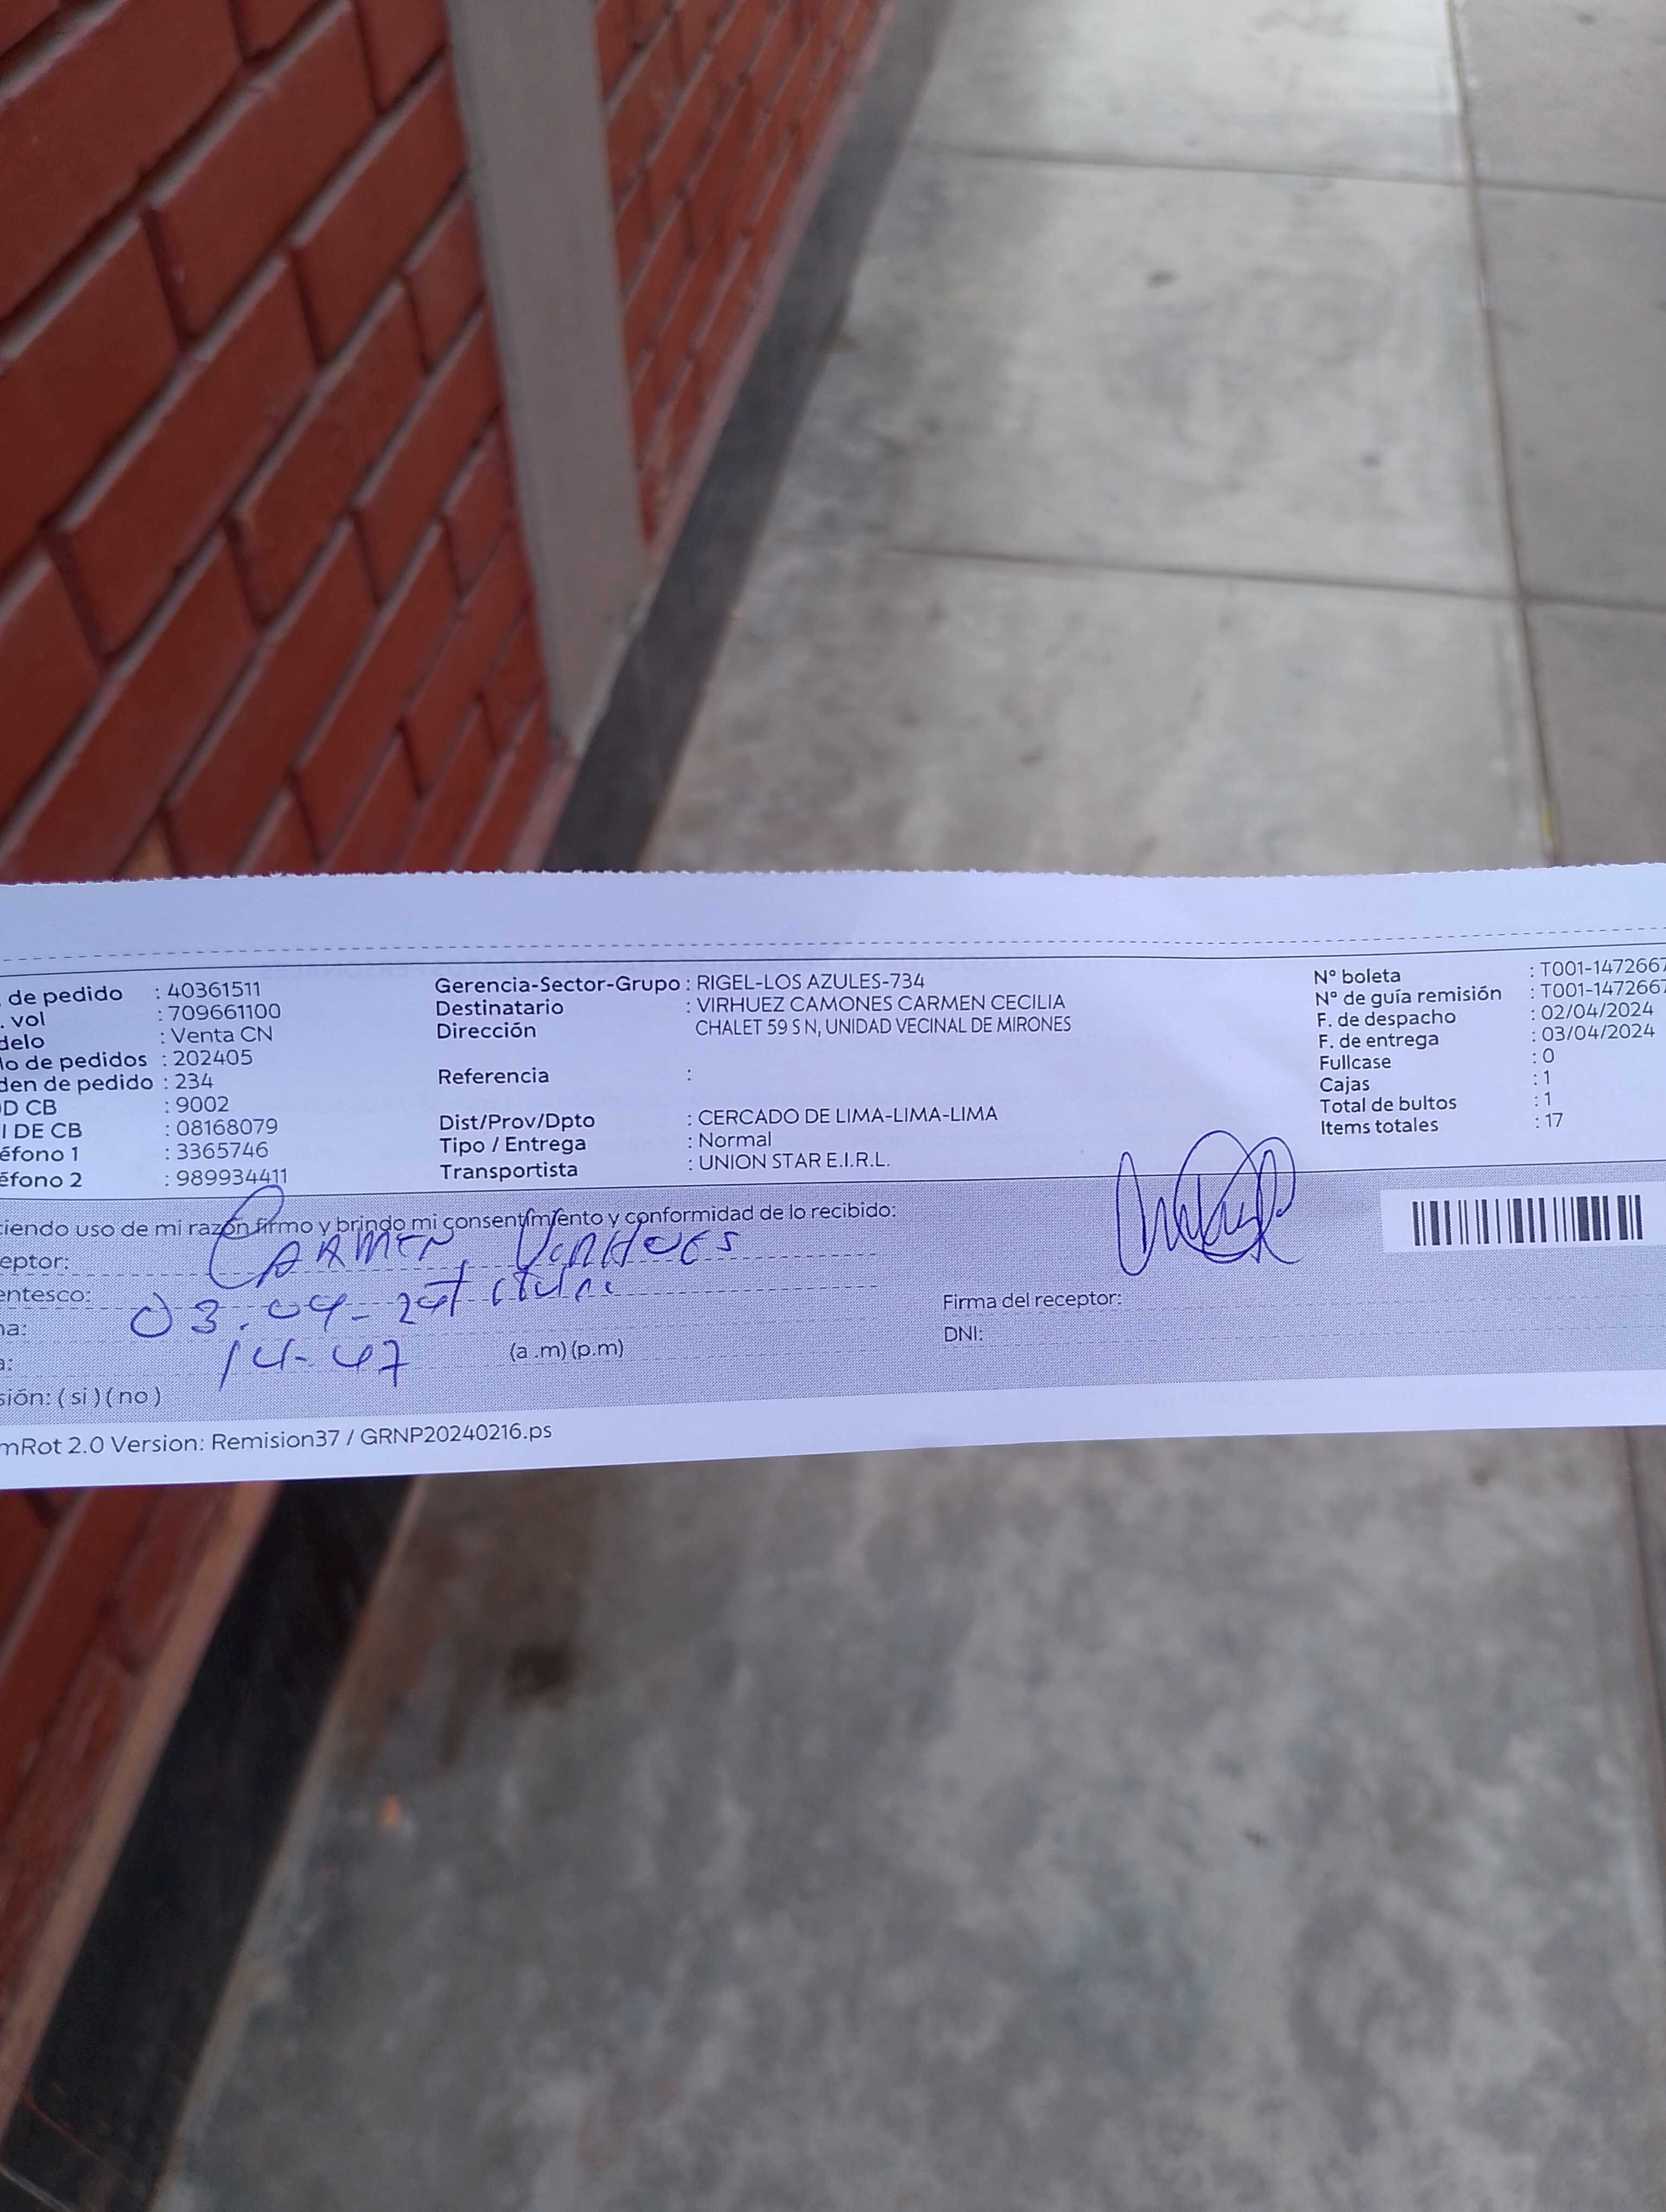 de pedido : 40361511
. vol : 709661100
delo : Venta CN
lo de pedidos : 202405
den de pedido : 234
D CB : 9002
I DE CB : 08168079
éfono 1 : 3365746
éfono 2 : 989934411
Gerencia-Sector-Grupo : RIGEL-LOS AZULES-734
Destinatario : VIRHUEZ CAMONES CARMEN CECILIA
Dirección CHALET 59 S N, UNIDAD VECINAL DE MIRONES
Referencia :
Dist/Prov/Dpto : CERCADO DE LIMA-LIMA-LIMA
Tipo / Entrega : Normal
Transportista : UNION STAR E.I.R.L.
N° boleta : T001-1472667
N° de guía remisión : T001-1472667
F. de despacho : 02/04/2024
F. de entrega : 03/04/2024
Fullcase : 0
Cajas : 1
Total de bultos : 1
Items totales : 17
ciendo uso de mi razón firmo y brindo mi consentimiento y conformidad de lo recibido:
eptor: CARMEN
entesco:
na: 03.04-24
a: 14-47 (a .m) (p.m)
sión: ( si ) ( no )
Firma del receptor:
DNI:
mRot 2.0 Version: Remision37 / GRNP20240216.ps